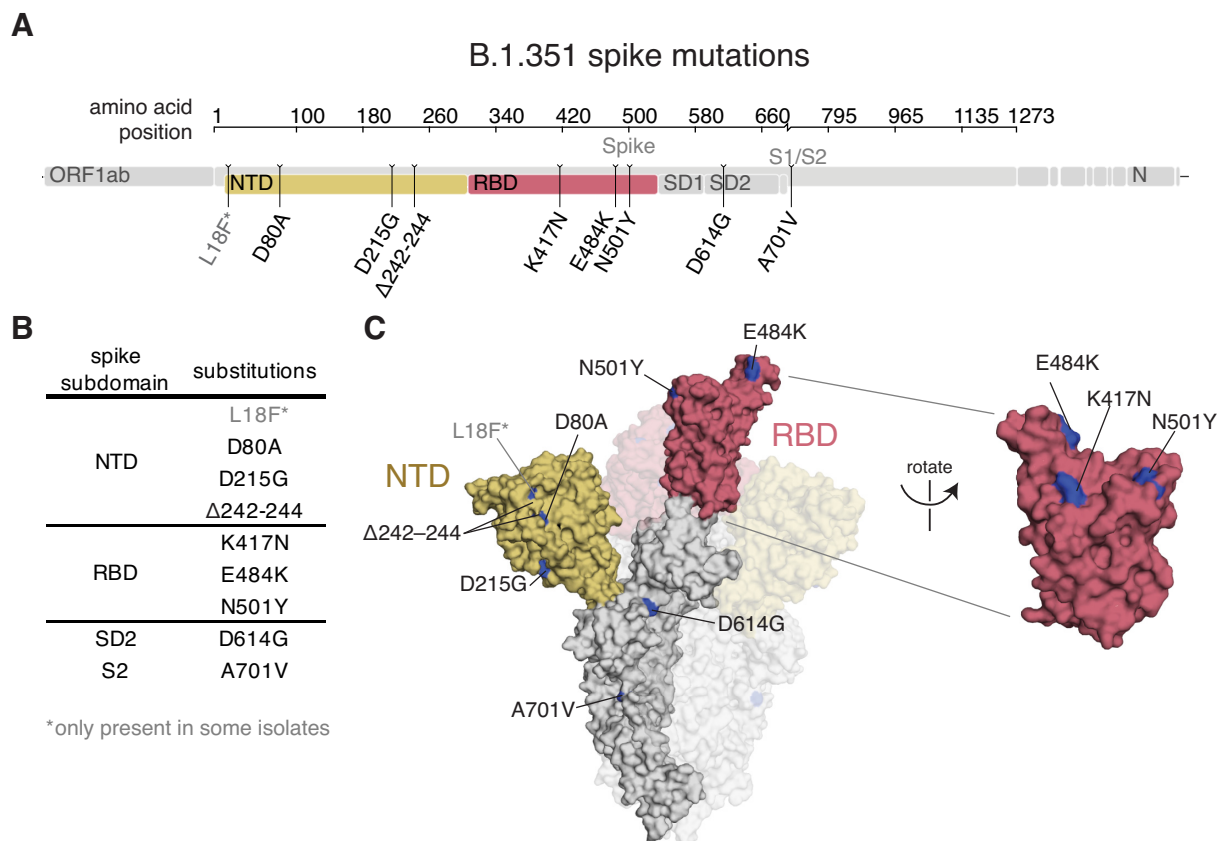 A
B.1.351 spike mutations
amino acid
position
1 100 180 260 340 420 500 580 660 795 965 1135 1273
Spike
S1/S2
ORF1ab
NTD
RBD
SD1
SD2
N
L18F*
D80A
D215G
Δ242-244
K417N
E484K
N501Y
D614G
A701V
B
spike
subdomain
substitutions
NTD
L18F*
D80A
D215G
Δ242-244
RBD
K417N
E484K
N501Y
SD2 D614G
S2 A701V
*only present in some isolates
C
E484K
N501Y
D80A
L18F*
NTD
RBD
Δ242–244
D215G
D614G
A701V
rotate
E484K
K417N
N501Y